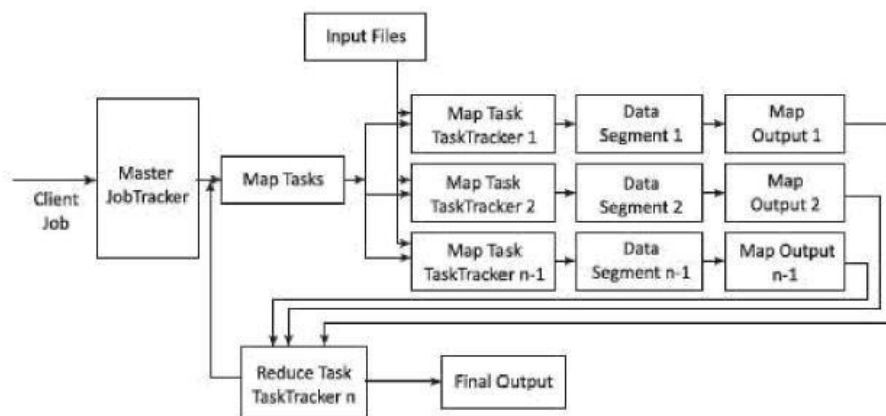 Input Files
Client
Job
Master
JobTracker
Map Tasks
Map Task
TaskTracker 1
Data
Segment 1
Map
Output 1
Map Task
TaskTracker 2
Data
Segment 2
Map
Output 2
Map Task
TaskTracker n-1
Data
Segment n-1
Map Output
n-1
Reduce Task
TaskTracker n
Final Output